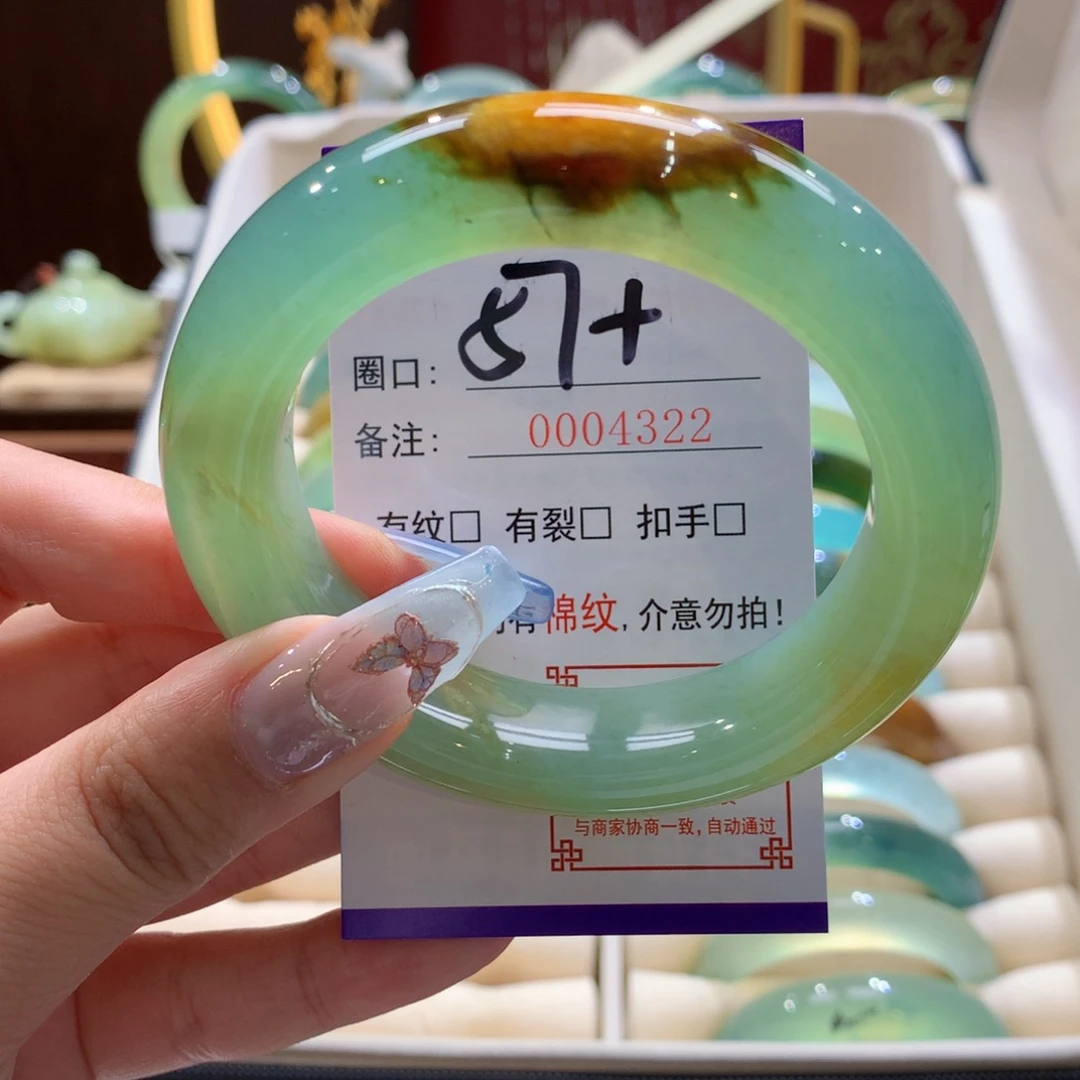 圈口: 57+
备注: 0004322
有纹□ 有裂□ 扣手□
有棉纹, 介意勿拍!
与商家协商一致, 自动通过